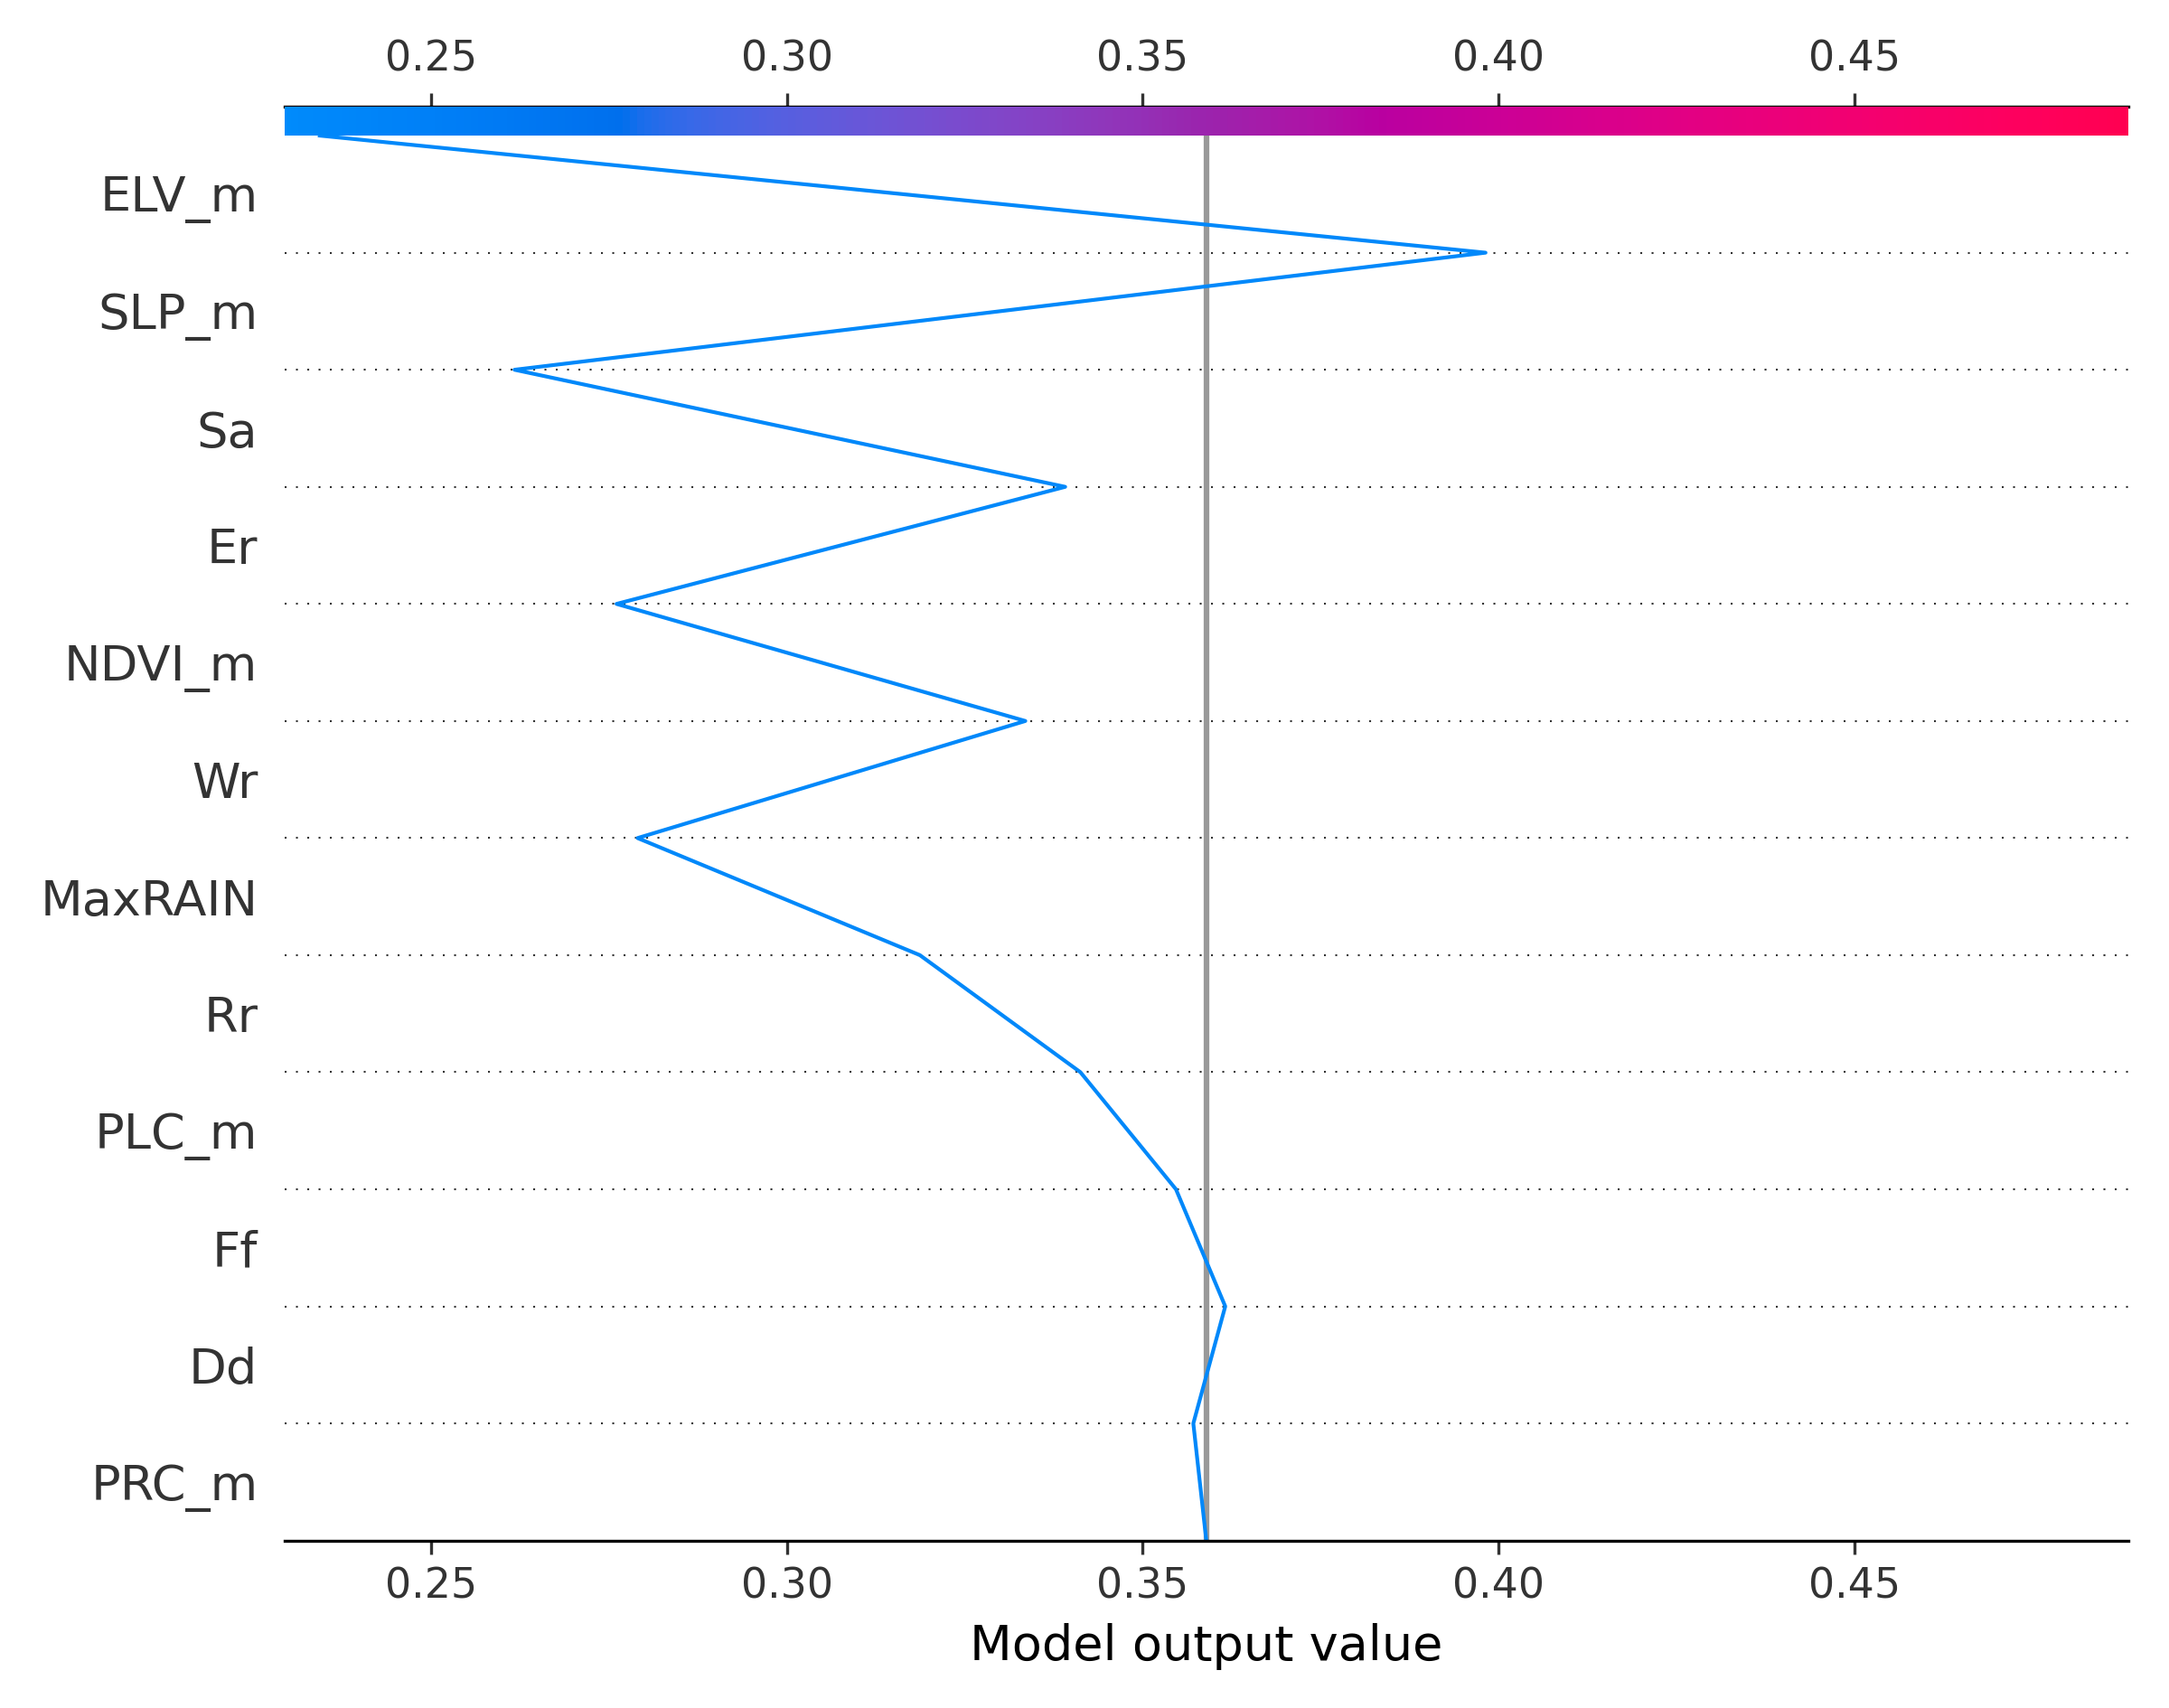 0.25 0.30 0.35 0.40 0.45
ELV_m
SLP_m
Sa
Er
NDVI_m
Wr
MaxRAIN
Rr
PLC_m
Ff
Dd
PRC_m
0.25 0.30 0.35 0.40 0.45
Model output value